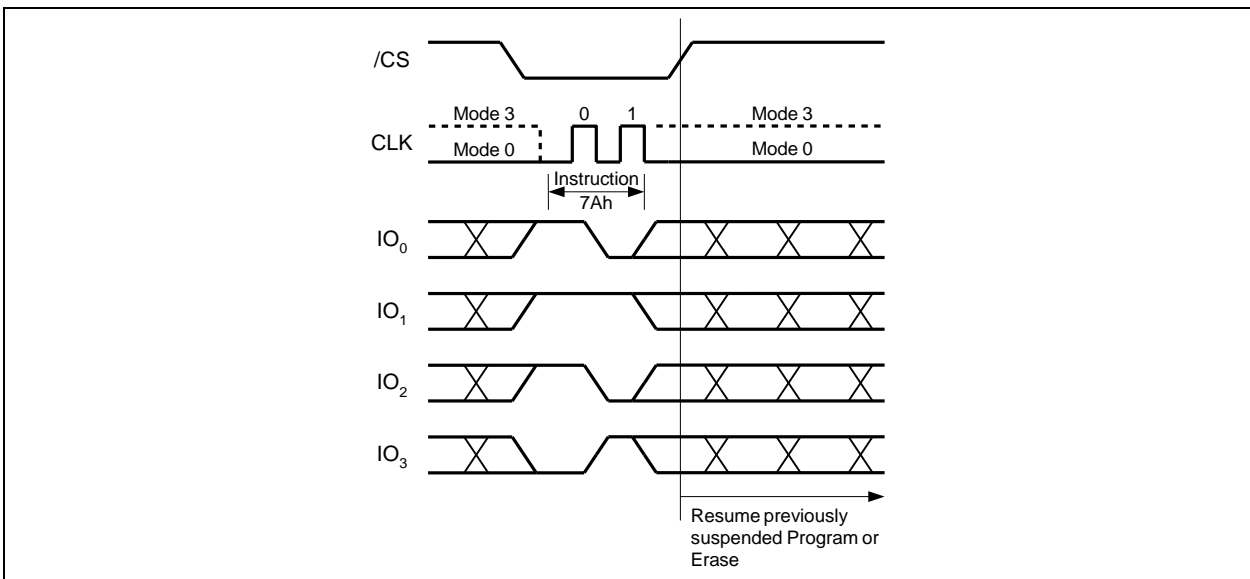 /CS
Mode 3 0 1 Mode 3
CLK
Mode 0 Mode 0
Instruction
7Ah
IO0
IO1
IO2
IO3
Resume previously
suspended Program or
Erase